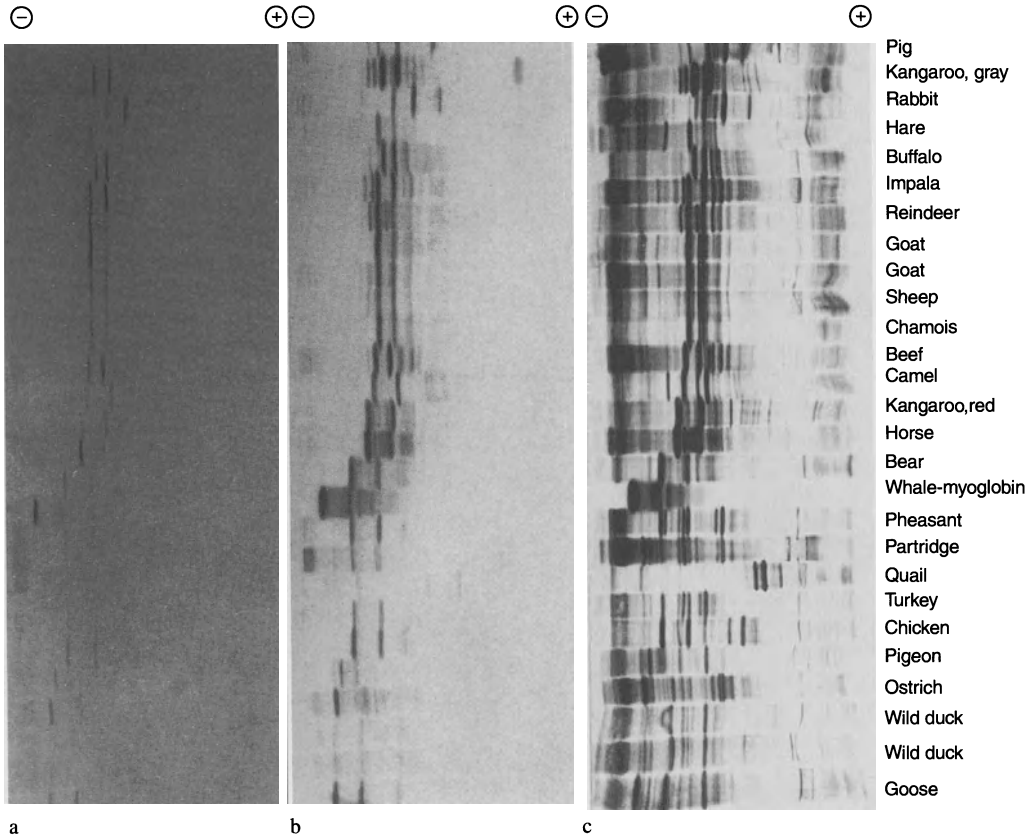 ⊖ ⊕ ⊖ ⊕ ⊖ ⊕
Pig
Kangaroo, gray
Rabbit
Hare
Buffalo
Impala
Reindeer
Goat
Goat
Sheep
Chamois
Beef
Camel
Kangaroo,red
Horse
Bear
Whale-myoglobin
Pheasant
Partridge
Quail
Turkey
Chicken
Pigeon
Ostrich
Wild duck
Wild duck
Goose
a b c